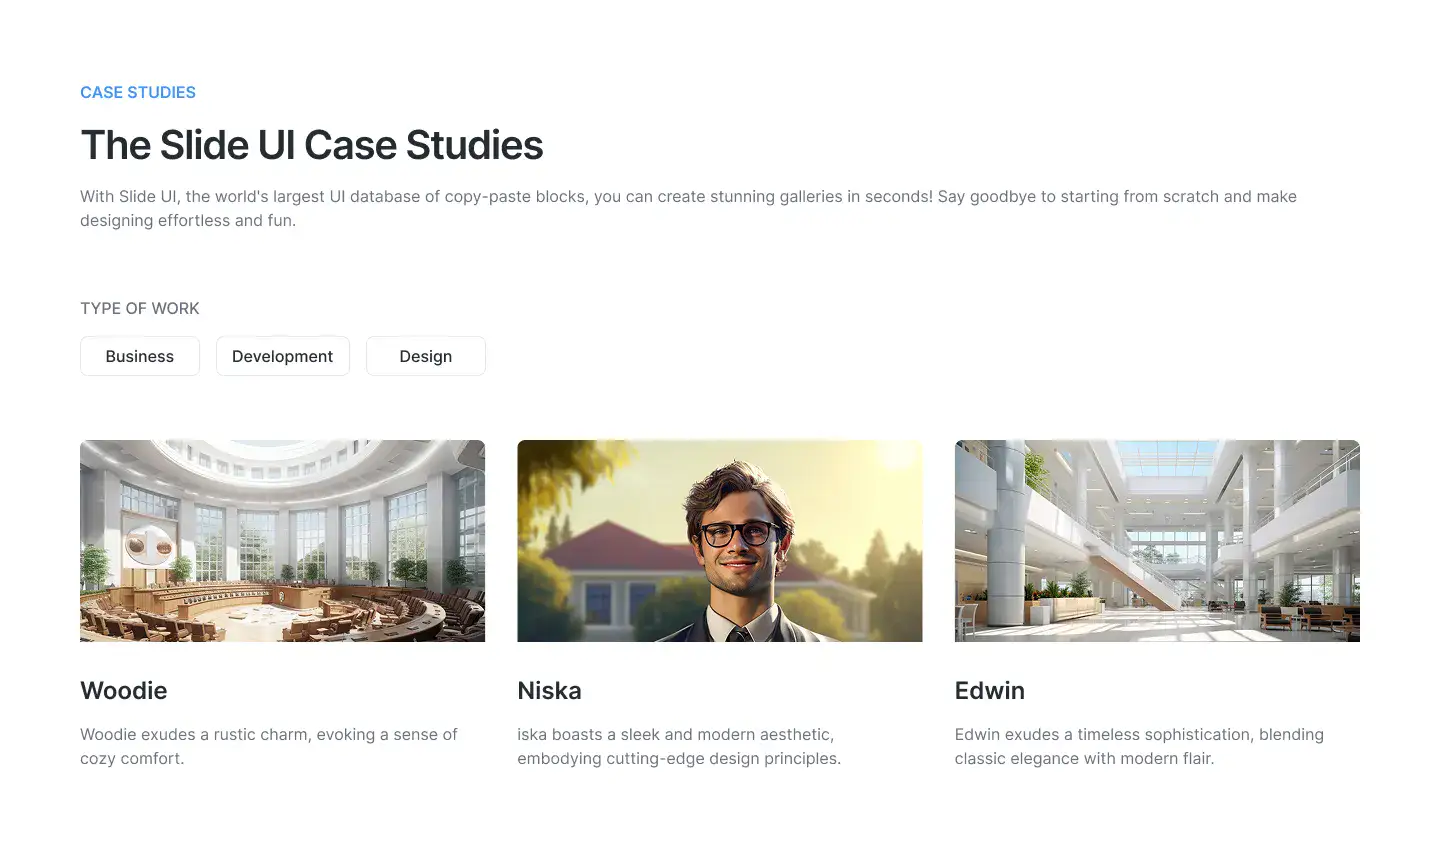 CASE STUDIES
The Slide UI Case Studies
With Slide UI, the world's largest UI database of copy-paste blocks, you can create stunning galleries in seconds! Say goodbye to starting from scratch and make
designing effortless and fun.
TYPE OF WORK
Business
Development
Design
Woodie
Woodie exudes a rustic charm, evoking a sense of
cozy comfort.
Niska
iska boasts a sleek and modern aesthetic,
embodying cutting-edge design principles.
Edwin
Edwin exudes a timeless sophistication, blending
classic elegance with modern flair.